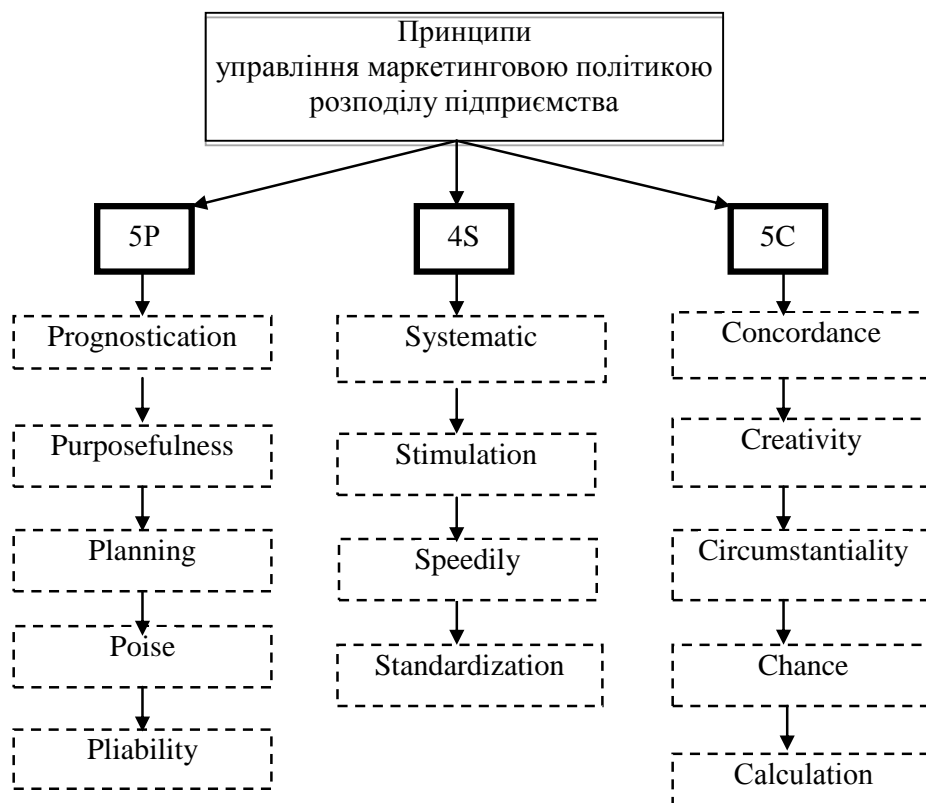 Принципи
управління маркетинговою політикою
розподілу підприємства
5P
4S
5C
Prognostication
Purposefulness
Planning
Poise
Pliability
Systematic
Stimulation
Speedily
Standardization
Concordance
Creativity
Circumstantiality
Chance
Calculation